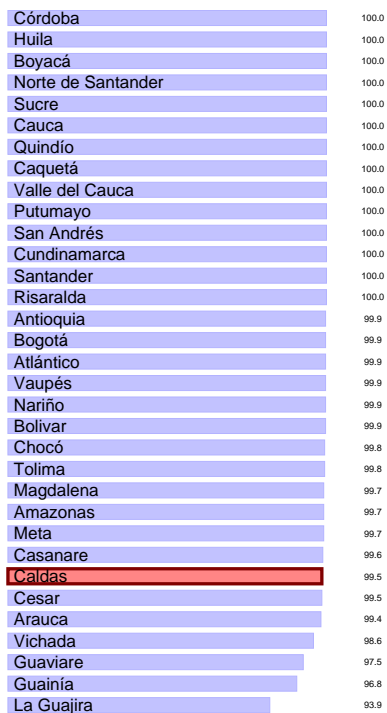 Córdoba 100.0
Huila 100.0
Boyacá 100.0
Norte de Santander 100.0
Sucre 100.0
Cauca 100.0
Quindío 100.0
Caquetá 100.0
Valle del Cauca 100.0
Putumayo 100.0
San Andrés 100.0
Cundinamarca 100.0
Santander 100.0
Risaralda 100.0
Antioquia 99.9
Bogotá 99.9
Atlántico 99.9
Vaupés 99.9
Nariño 99.9
Bolivar 99.9
Chocó 99.8
Tolima 99.8
Magdalena 99.7
Amazonas 99.7
Meta 99.7
Casanare 99.6
Caldas 99.5
Cesar 99.5
Arauca 99.4
Vichada 98.6
Guaviare 97.5
Guainía 96.8
La Guajira 93.9